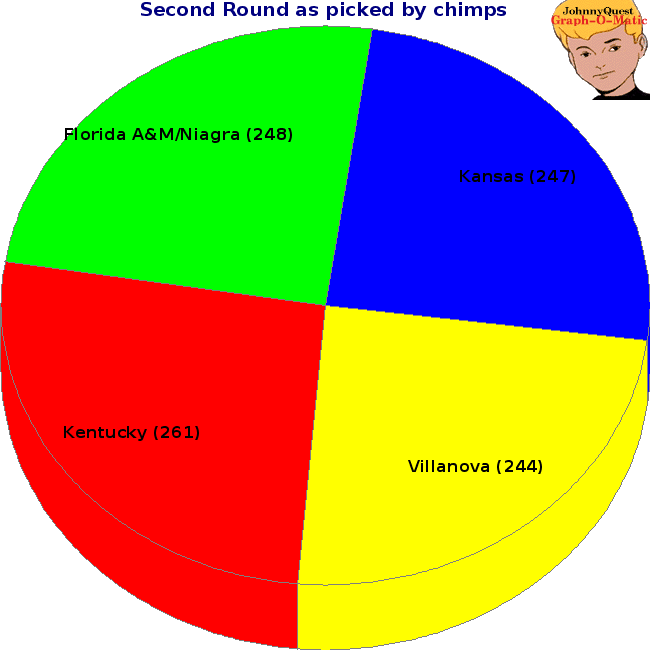 Second Round as picked by chimps
JohnnyQuest
Graph-O-Matic
Florida A&M/Niagra (248)
Kansas (247)
Kentucky (261)
Villanova (244)